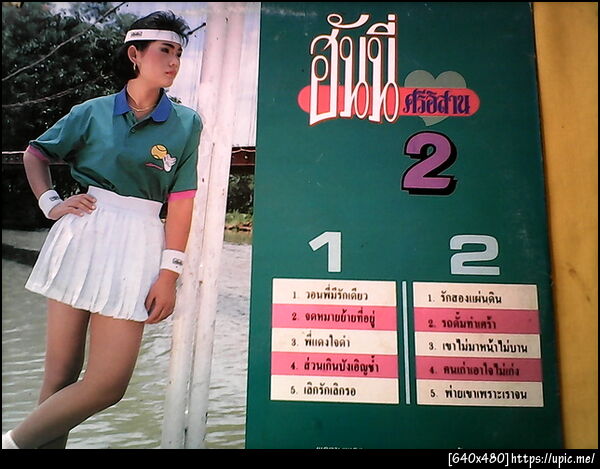 ฮันนี่
ศรีอิสาน
2
1
1. วอนพี่มีรักเดียว
2. จดหมายย้ายที่อยู่
3. พี่แดงใจดำ
4. ส่วนเกินบังเอิญช้ำ
5. เลิกรักเลิกรอ
2
1. รักสองแผ่นดิน
2. รถดั้มทำเศร้า
3. เขาไม่มาหน้าไม่บาน
4. คนเก่าเอาใจไม่เก่ง
5. พ่ายเขาเพราะเราจน
[640x480]https://upic.me/